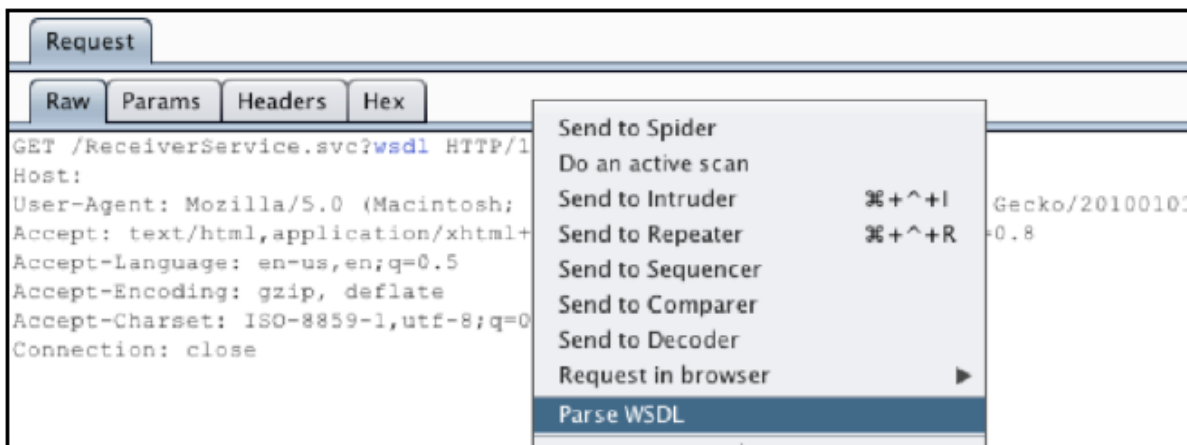 Request
Raw Params Headers Hex
GET /ReceiverService.svc?wsdl HTTP/1
Host:
User-Agent: Mozilla/5.0 (Macintosh; Gecko/20100101
Accept: text/html,application/xhtml+ =0.8
Accept-Language: en-us,en;q=0.5
Accept-Encoding: gzip, deflate
Accept-Charset: ISO-8859-1,utf-8;q=0
Connection: close
Send to Spider
Do an active scan
Send to Intruder ⌘+^+I
Send to Repeater ⌘+^+R
Send to Sequencer
Send to Comparer
Send to Decoder
Request in browser
Parse WSDL